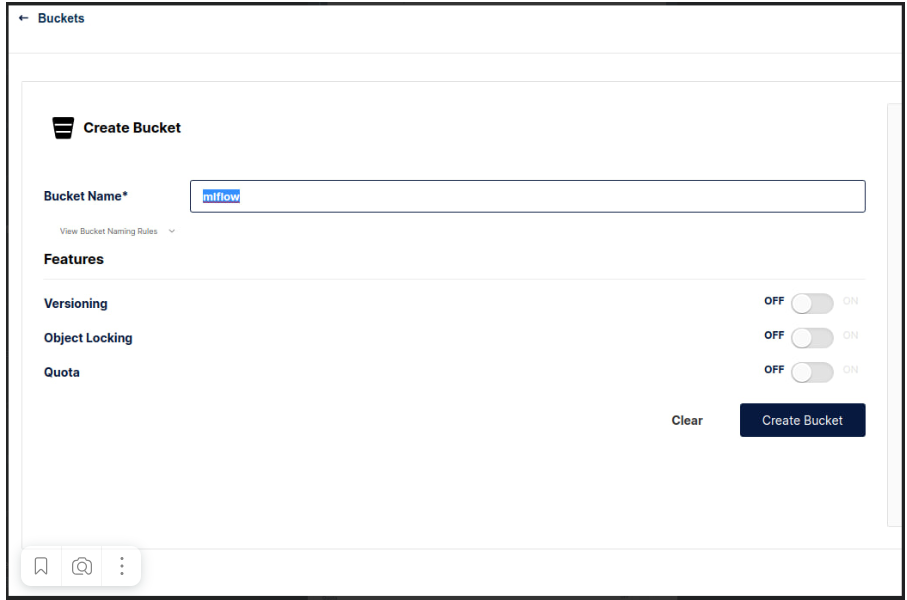 ← Buckets
Create Bucket
Bucket Name* mlflow
View Bucket Naming Rules
Features
Versioning OFF ON
Object Locking OFF ON
Quota OFF ON
Clear Create Bucket